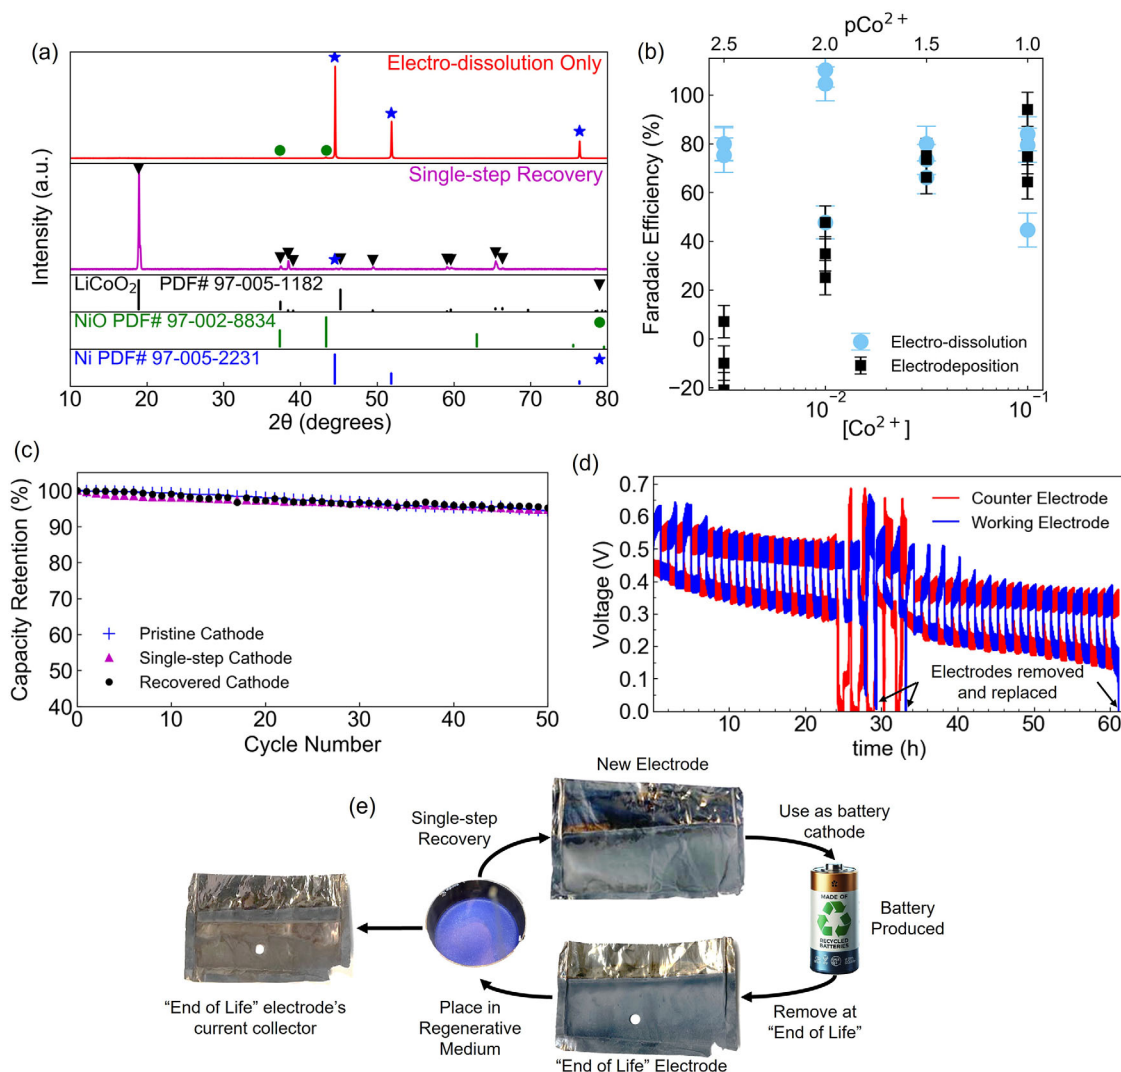 (a)
Electro-dissolution Only
Single-step Recovery
LiCoO₂ PDF# 97-005-1182
NiO PDF# 97-002-8834
Ni PDF# 97-005-2231
Intensity (a.u.)
10 20 30 40 50 60 70 80
2θ (degrees)
(b)
pCo²⁺
2.5 2.0 1.5 1.0
Faradaic Efficiency (%)
100
80
60
40
20
0
−20
Electro-dissolution
Electrodeposition
10⁻² 10⁻¹
[Co²⁺]
(c)
Capacity Retention (%)
100
90
80
70
60
50
40
Pristine Cathode
Single-step Cathode
Recovered Cathode
0 10 20 30 40 50
Cycle Number
(d)
Voltage (V)
0.7
0.6
0.5
0.4
0.3
0.2
0.1
0.0
Counter Electrode
Working Electrode
Electrodes removed
and replaced
10 20 30 40 50 60
time (h)
(e)
New Electrode
Single-step
Recovery
Use as battery
cathode
MADE OF
RECYCLED
BATTERIES
Battery
Produced
"End of Life" electrode's
current collector
Place in
Regenerative
Medium
"End of Life" Electrode
Remove at
"End of Life"